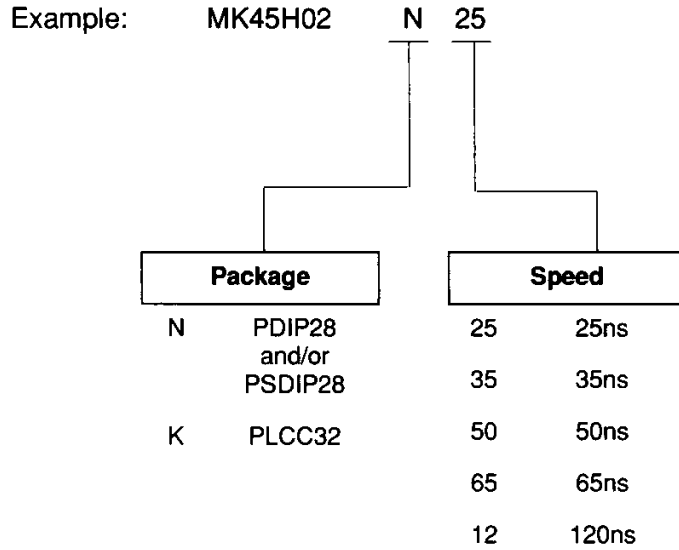 Example: MK45H02 N 25
Package Speed
N PDIP28 25 25ns
and/or
PSDIP28 35 35ns
K PLCC32 50 50ns
65 65ns
12 120ns